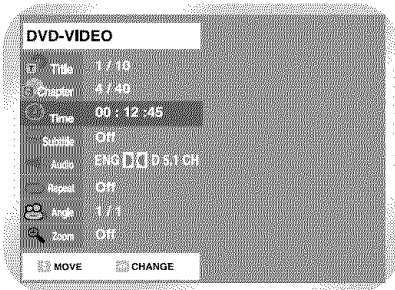 DVD-VIDEO
Title 1 / 10
Chapter 4 / 40
Time 00 : 12 :45
Subtitle Off
Audio ENG D 5.1 CH
Repeat Off
Angle 1 / 1
Zoom Off
MOVE CHANGE